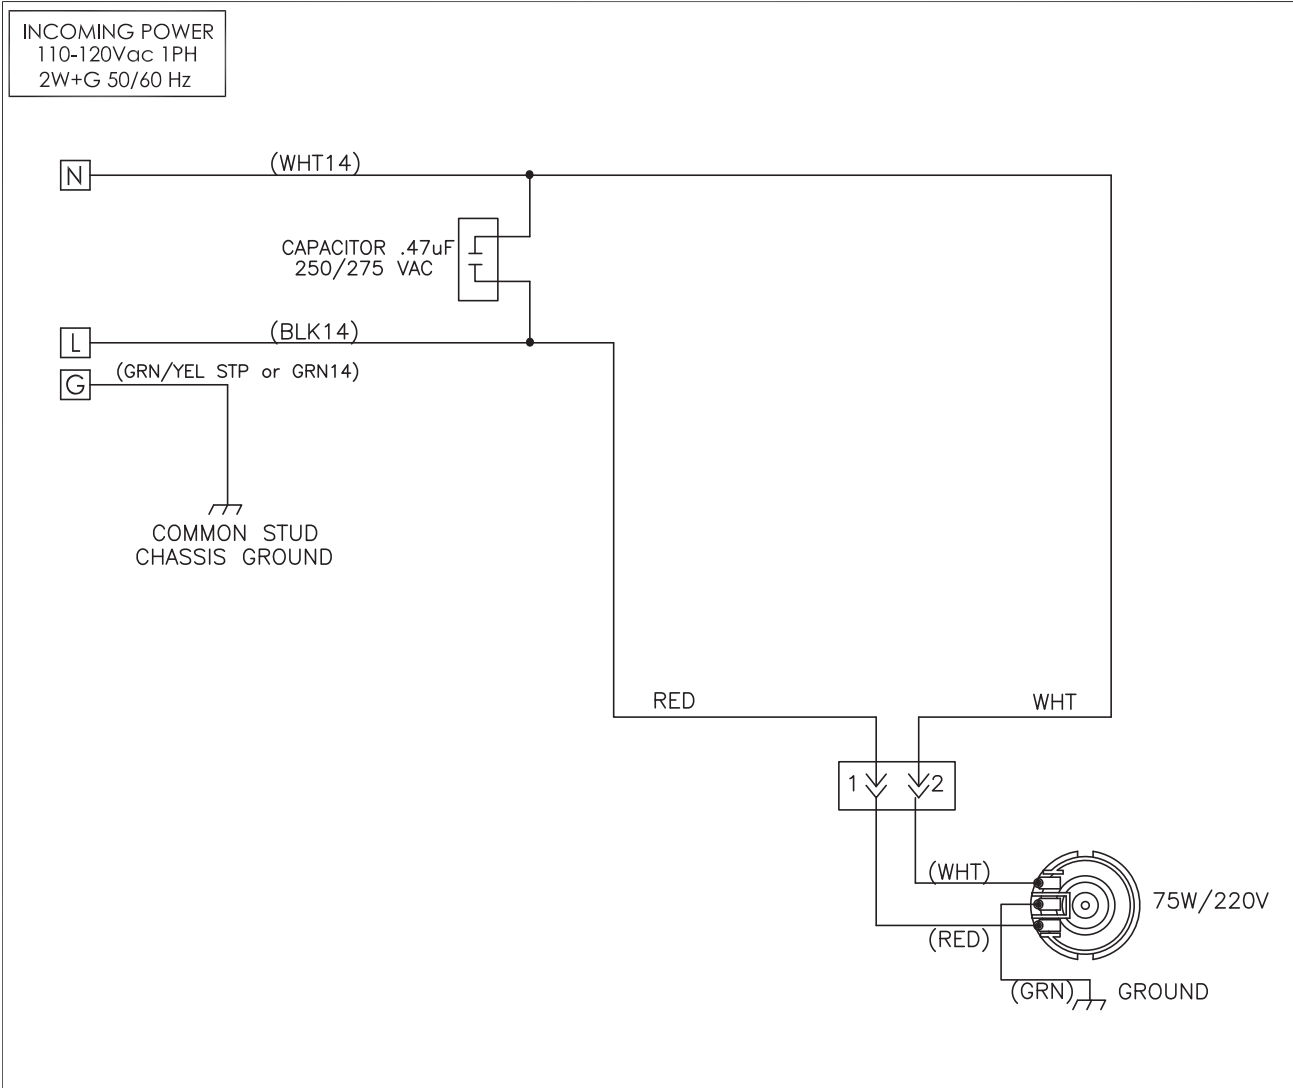 INCOMING POWER
110-120Vac 1PH
2W+G 50/60 Hz
N
(WHT14)
CAPACITOR .47uF
250/275 VAC
L
(BLK14)
G
(GRN/YEL STP or GRN14)
COMMON STUD
CHASSIS GROUND
RED
WHT
1
2
(WHT)
75W/220V
(RED)
(GRN)
GROUND